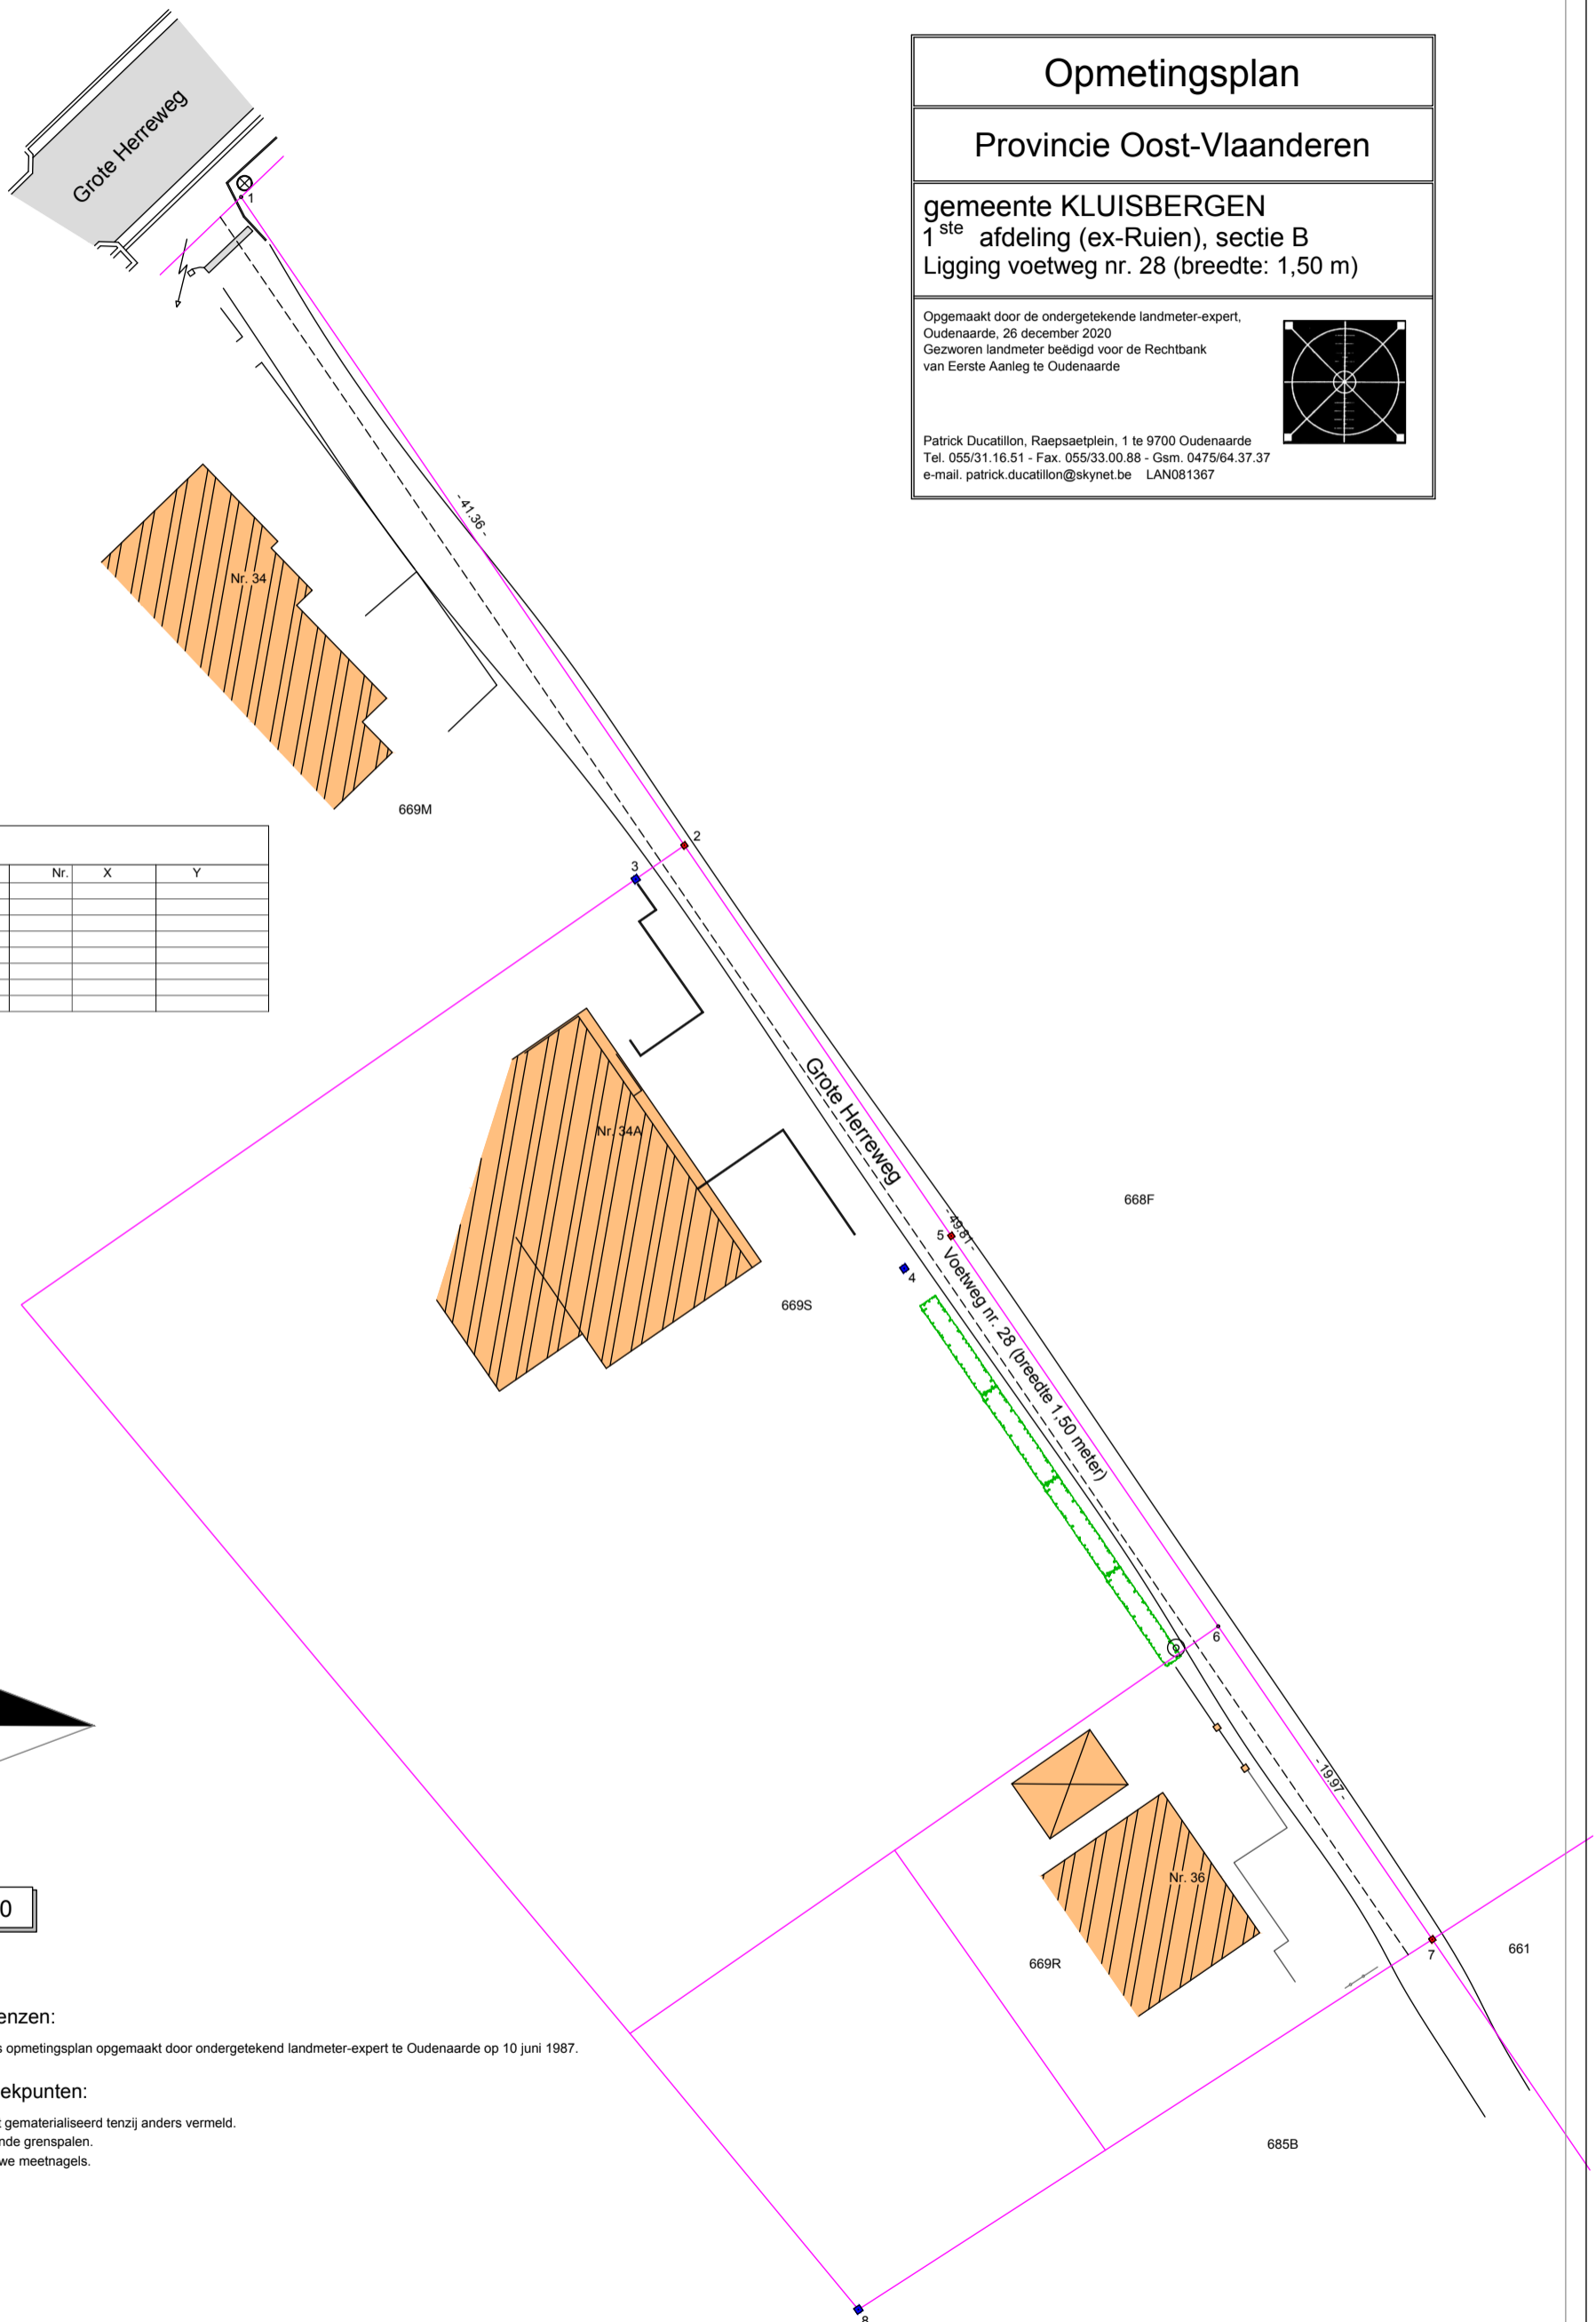 Opmetingsplan
Provincie Oost-Vlaanderen
gemeente KLUISBERGEN
1ste afdeling (ex-Ruien), sectie B
Ligging voetweg nr. 28 (breedte: 1,50 m)
Opgemaakt door de ondergetekende landmeter-expert,
Oudenaarde, 26 december 2020
Gezworen landmeter beëdigd voor de Rechtbank
van Eerste Aanleg te Oudenaarde
Patrick Ducatillon, Raepsaetplein, 1 te 9700 Oudenaarde
Tel. 055/31.16.51 - Fax. 055/33.00.88 - Gsm. 0475/64.37.37
e-mail. patrick.ducatillon@skynet.be LAN081367
Grote Herreweg
1
- 41.36 -
Nr. 34
669M
2
3
Nr. X Y
Grote Herreweg
Nr. 34A
668F
- 49.81 -
5
4
Voetweg nr. 28 (breedte 1,50 meter)
669S
6
- 19.97 -
Nr. 36
0
669R
7
661
enzen:
s opmetingsplan opgemaakt door ondergetekend landmeter-expert te Oudenaarde op 10 juni 1987.
ekpunten:
t gematerialiseerd tenzij anders vermeld.
nde grenspalen.
we meetnagels.
685B
8